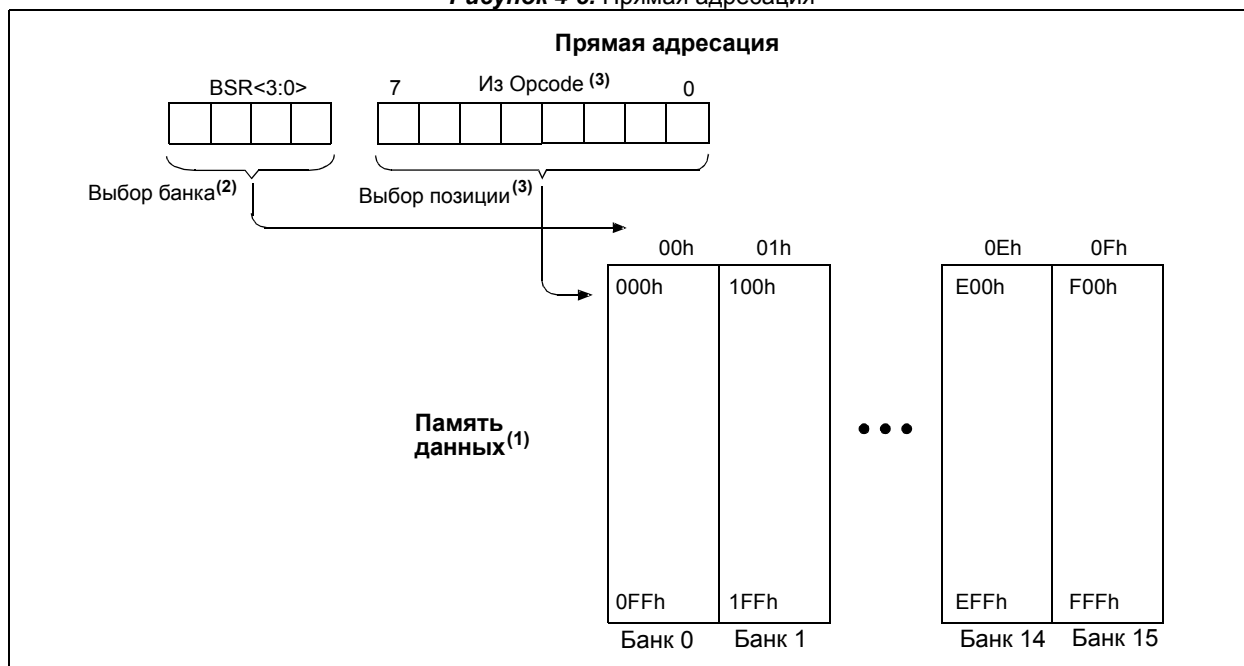 Рисунок 4-8. Прямая адресация
Прямая адресация
BSR<3:0>
7 Из Opcode (3) 0
Выбор банка(2)
Выбор позиции(3)
00h 01h 0Eh 0Fh
000h 100h E00h F00h
Память
данных(1)
0FFh 1FFh EFFh FFFh
Банк 0 Банк 1 Банк 14 Банк 15